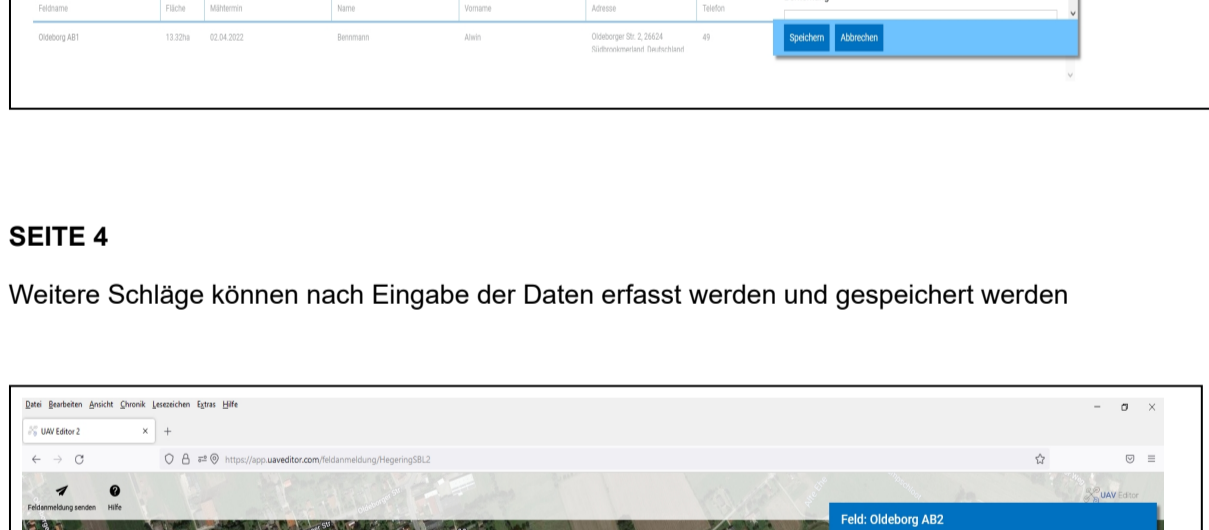 Feldname Fläche Mähtermin Name Vorname Adresse Telefon
Oldeborg AB1 13.32ha 02.04.2022 Bennmann Alwin Oldeborger Str. 2, 26624 49
Südbrookmerland, Deutschland
Speichern Abbrechen
SEITE 4
Weitere Schläge können nach Eingabe der Daten erfasst werden und gespeichert werden
Datei Bearbeiten Ansicht Chronik Lesezeichen Extras Hilfe
UAV Editor 2
https://app.uaveditor.com/feldanmeldung/HegeringSBL2
Feldanmeldung senden Hilfe
UAV Editor
Feld: Oldeborg AB2